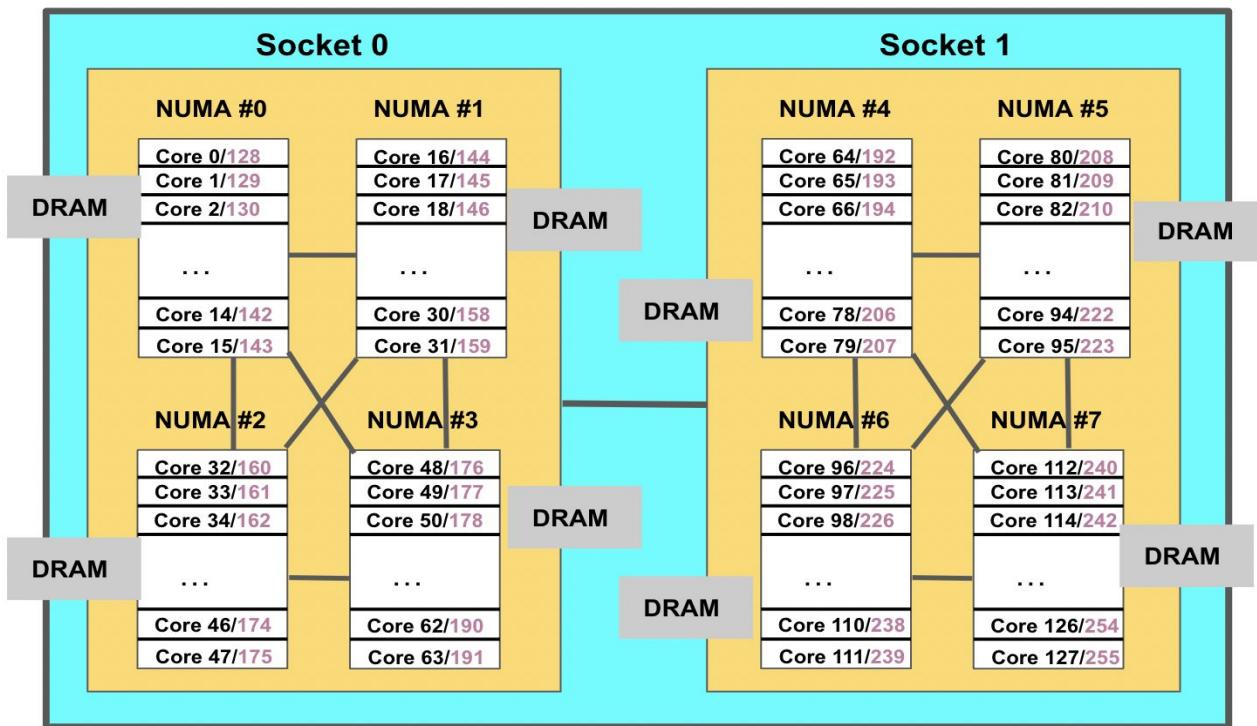 Socket 0
Socket 1
NUMA #0
NUMA #1
NUMA #4
NUMA #5
Core 0/128
Core 1/129
Core 2/130
...
Core 14/142
Core 15/143
Core 16/144
Core 17/145
Core 18/146
...
Core 30/158
Core 31/159
Core 64/192
Core 65/193
Core 66/194
...
Core 78/206
Core 79/207
Core 80/208
Core 81/209
Core 82/210
...
Core 94/222
Core 95/223
DRAM
DRAM
DRAM
DRAM
NUMA #2
NUMA #3
NUMA #6
NUMA #7
Core 32/160
Core 33/161
Core 34/162
...
Core 46/174
Core 47/175
Core 48/176
Core 49/177
Core 50/178
...
Core 62/190
Core 63/191
Core 96/224
Core 97/225
Core 98/226
...
Core 110/238
Core 111/239
Core 112/240
Core 113/241
Core 114/242
...
Core 126/254
Core 127/255
DRAM
DRAM
DRAM
DRAM